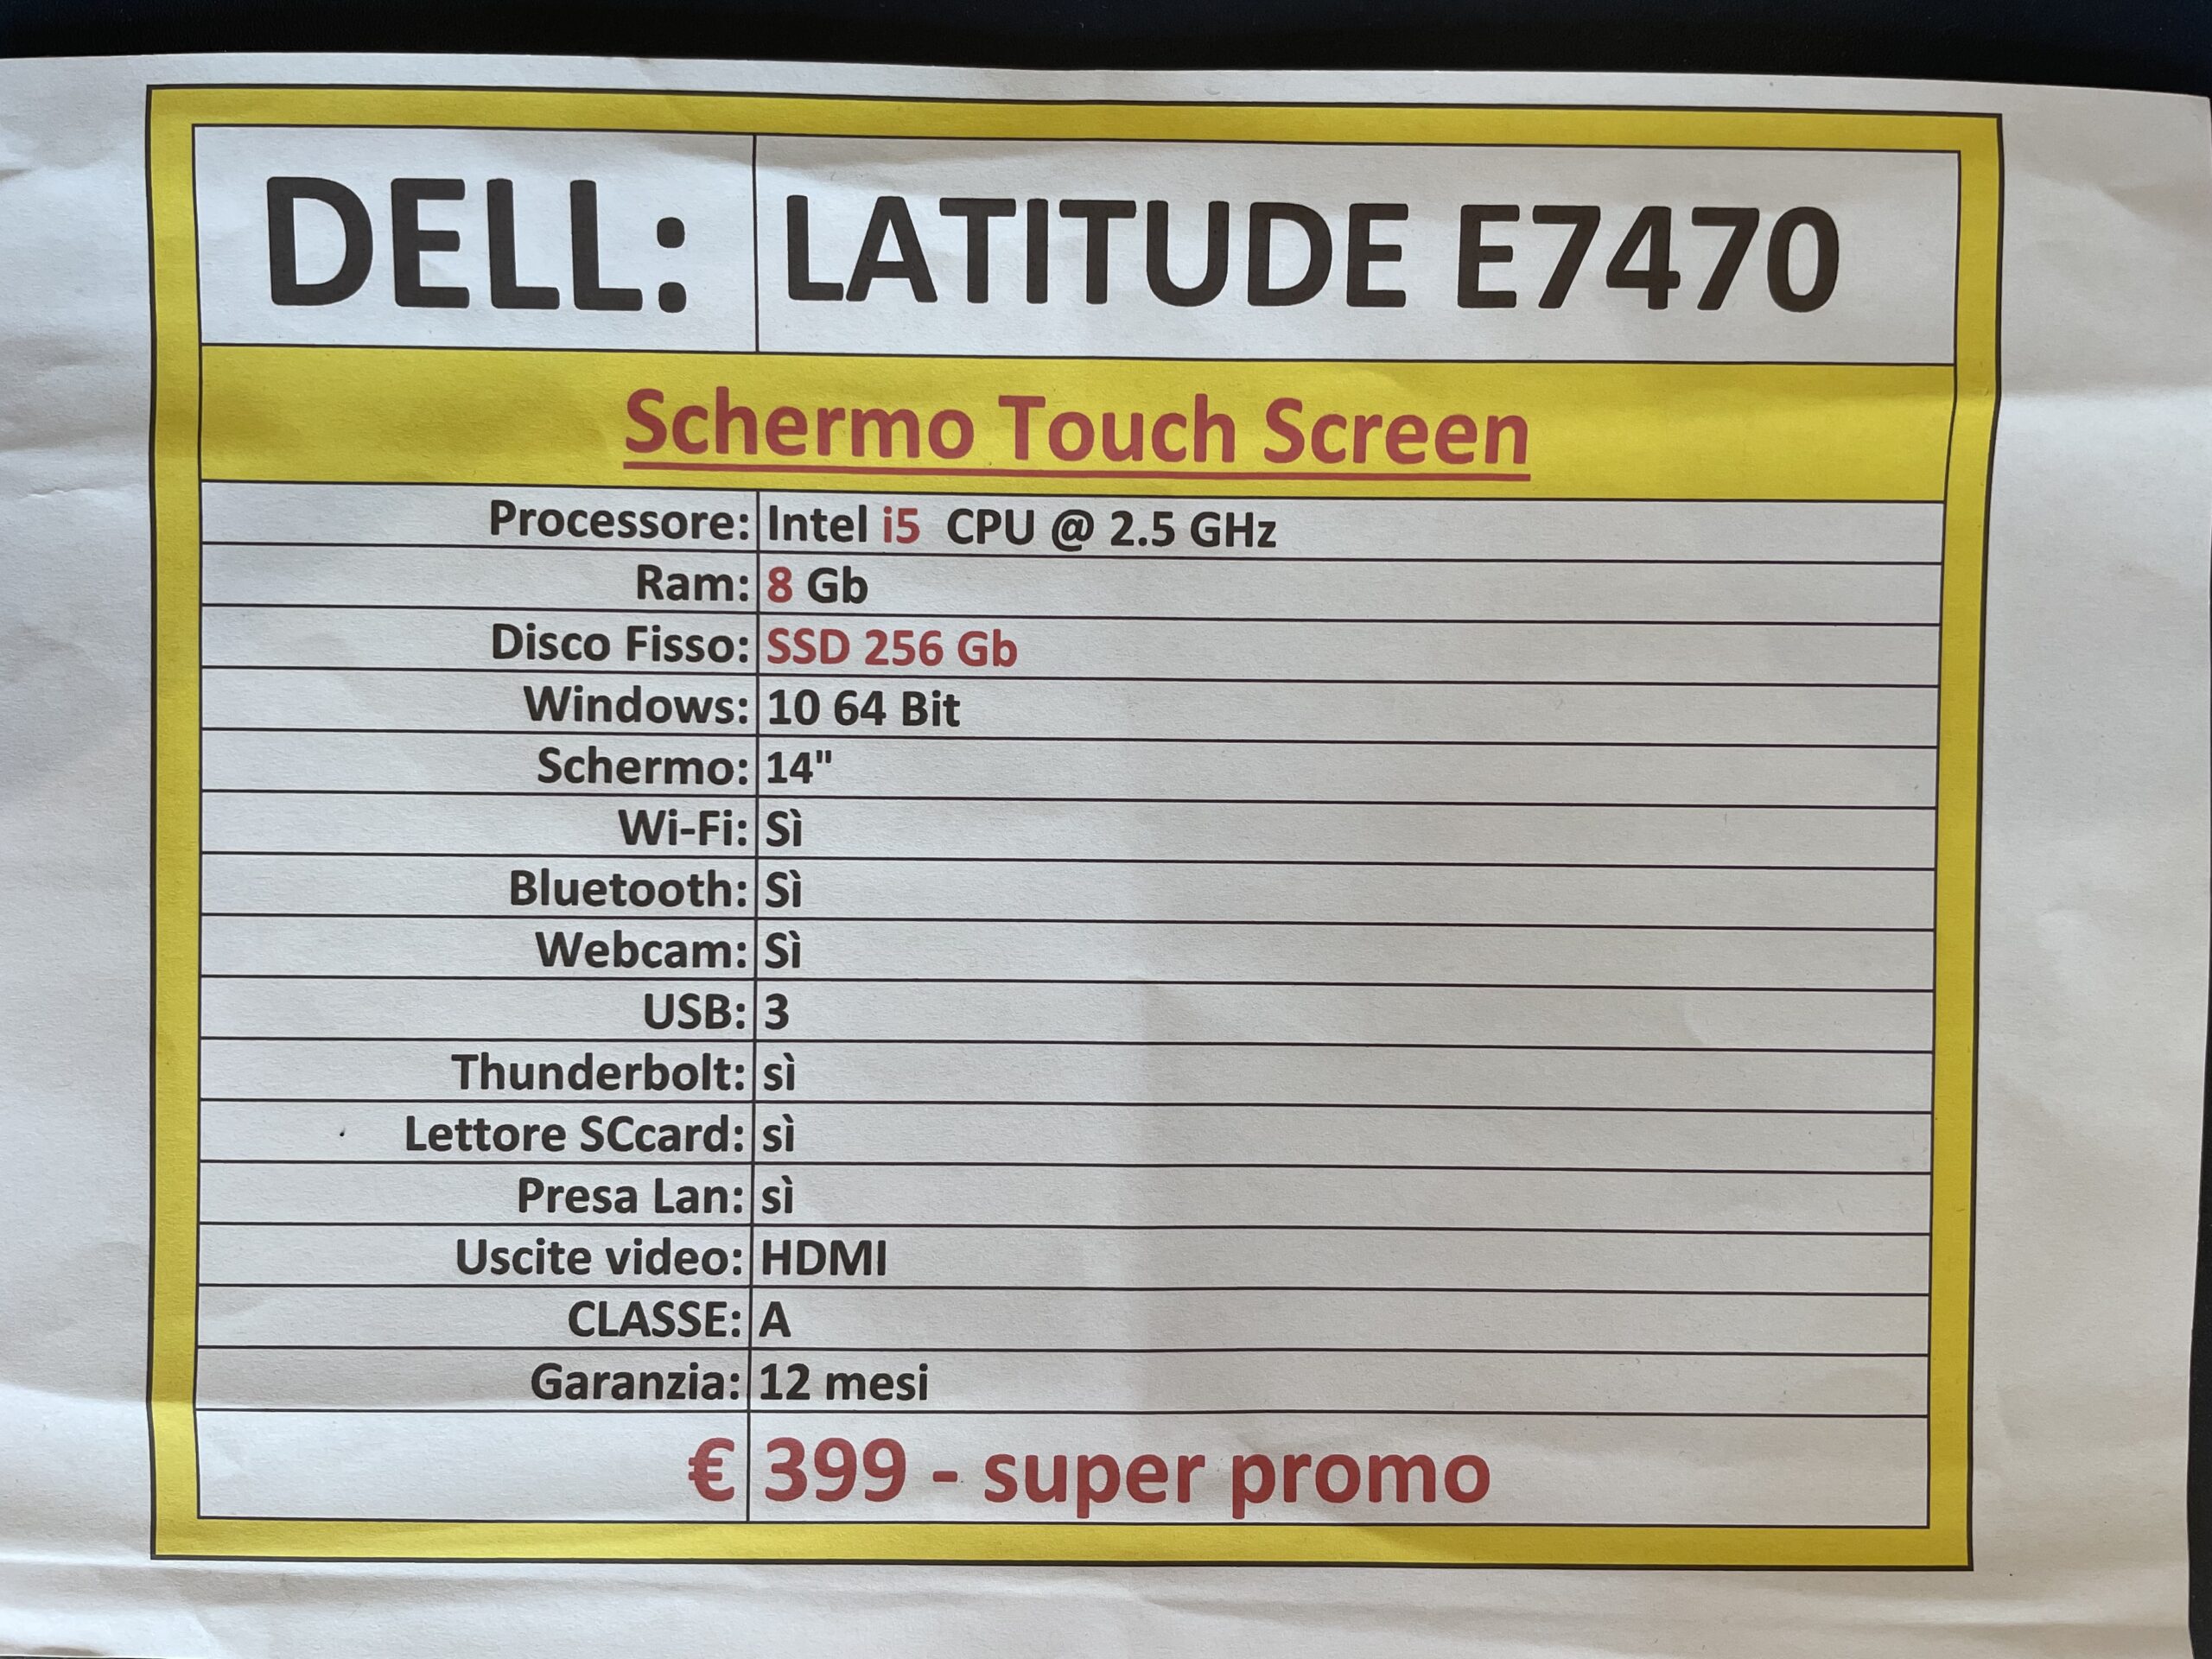 DELL: LATITUDE E7470
Schermo Touch Screen
Processore: Intel i5 CPU @ 2.5 GHz
Ram: 8 Gb
Disco Fisso: SSD 256 Gb
Windows: 10 64 Bit
Schermo: 14"
Wi-Fi: Sì
Bluetooth: Sì
Webcam: Sì
USB: 3
Thunderbolt: sì
Lettore SCcard: sì
Presa Lan: sì
Uscite video: HDMI
CLASSE: A
Garanzia: 12 mesi
€ 399 - super promo